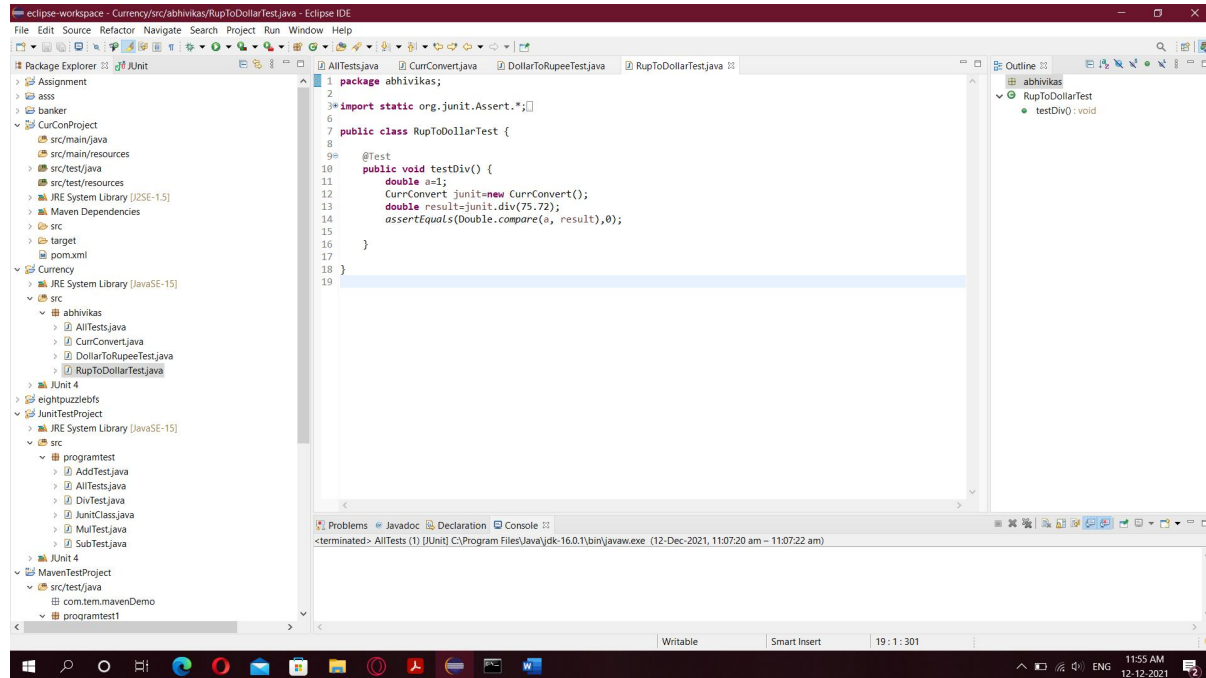 eclipse-workspace - Currency/src/abhivikas/RupToDollarTest.java - Eclipse IDE
File Edit Source Refactor Navigate Search Project Run Window Help
Package Explorer JUnit
Assignment
asss
banker
CurConProject
src/main/java
src/main/resources
src/test/java
src/test/resources
JRE System Library [J2SE-1.5]
Maven Dependencies
src
target
pom.xml
Currency
JRE System Library [JavaSE-15]
src
abhivikas
AllTests.java
CurrConvert.java
DollarToRupeeTest.java
RupToDollarTest.java
JUnit 4
eightpuzzlebfs
JunitTestProject
JRE System Library [JavaSE-15]
src
programtest
AddTest.java
AllTests.java
DivTest.java
JunitClass.java
MulTest.java
SubTest.java
JUnit 4
MavenTestProject
src/test/java
com.tem.mavenDemo
programtest1
AllTests.java CurrConvert.java DollarToRupeeTest.java RupToDollarTest.java
1 package abhivikas;
2
3 import static org.junit.Assert.*;
6
7 public class RupToDollarTest {
8
9 @Test
10 public void testDiv() {
11 double a=1;
12 CurrConvert junit=new CurrConvert();
13 double result=junit.div(75.72);
14 assertEquals(Double.compare(a, result),0);
15
16 }
17
18 }
19
Outline
abhivikas
RupToDollarTest
testDiv() : void
Problems Javadoc Declaration Console
<terminated> AllTests (1) [JUnit] C:\Program Files\Java\jdk-16.0.1\bin\javaw.exe (12-Dec-2021, 11:07:20 am – 11:07:22 am)
Writable Smart Insert 19 : 1 : 301
ENG 11:55 AM
12-12-2021
2